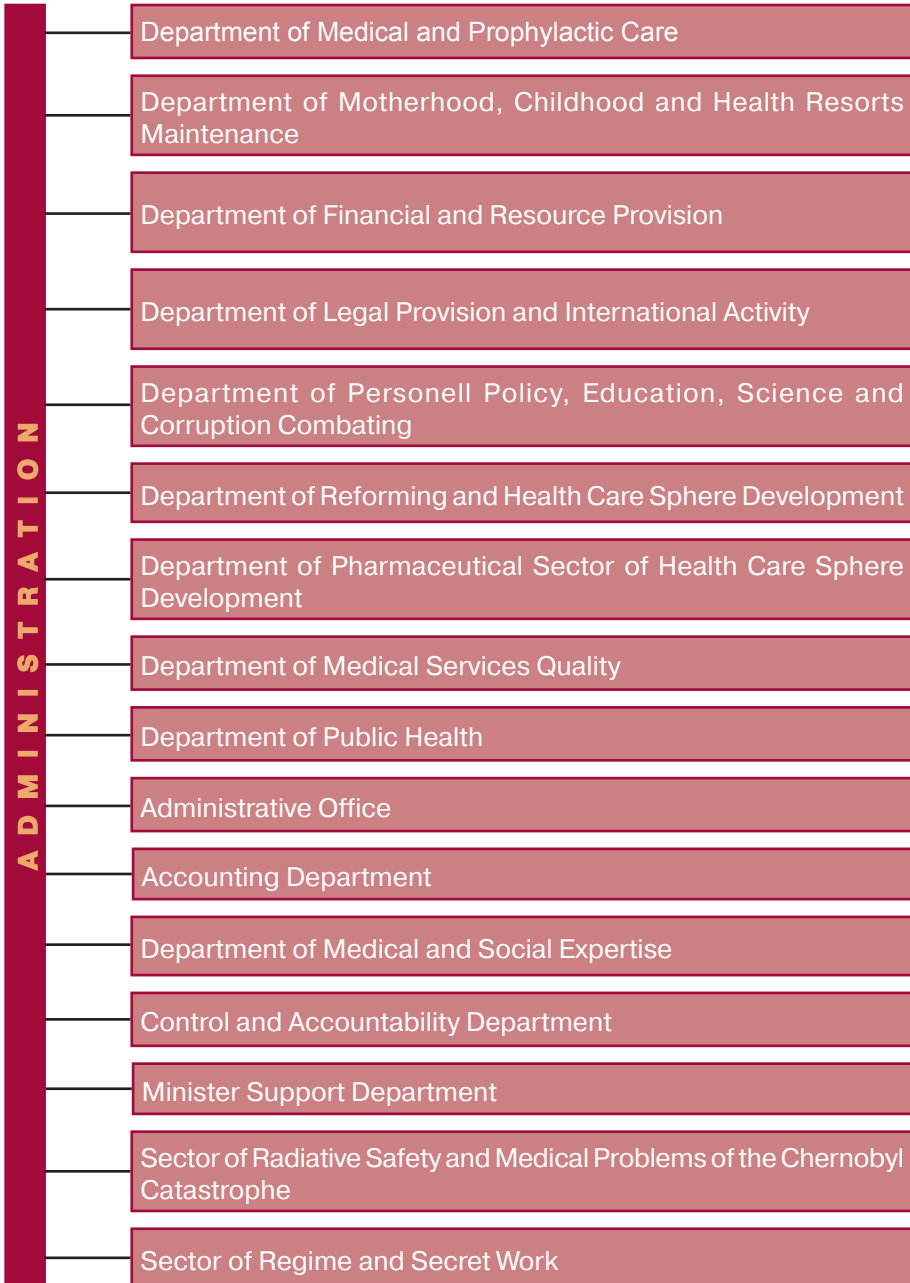 ADMINISTRATION
Department of Medical and Prophylactic Care
Department of Motherhood, Childhood and Health Resorts
Maintenance
Department of Financial and Resource Provision
Department of Legal Provision and International Activity
Department of Personell Policy, Education, Science and
Corruption Combating
Department of Reforming and Health Care Sphere Development
Department of Pharmaceutical Sector of Health Care Sphere
Development
Department of Medical Services Quality
Department of Public Health
Administrative Office
Accounting Department
Department of Medical and Social Expertise
Control and Accountability Department
Minister Support Department
Sector of Radiative Safety and Medical Problems of the Chernobyl
Catastrophe
Sector of Regime and Secret Work